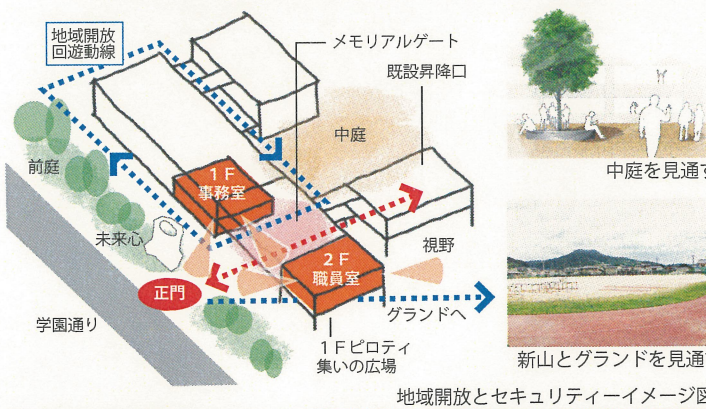 地域開放
回遊動線
メモリアルゲート
既設昇降口
中庭
前庭
1F
事務室
未来心
視野
2F
職員室
正門
グランドへ
学園通り
1Fピロティ
集いの広場
中庭を見通す
新山とグランドを見通す
地域開放とセキュリティーイメージ図